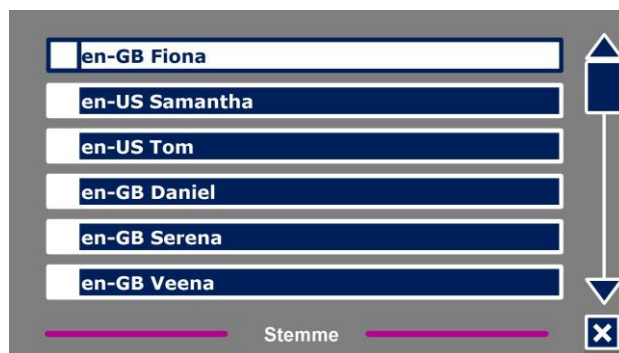 en-GB Fiona
en-US Samantha
en-US Tom
en-GB Daniel
en-GB Serena
en-GB Veena
Stemme